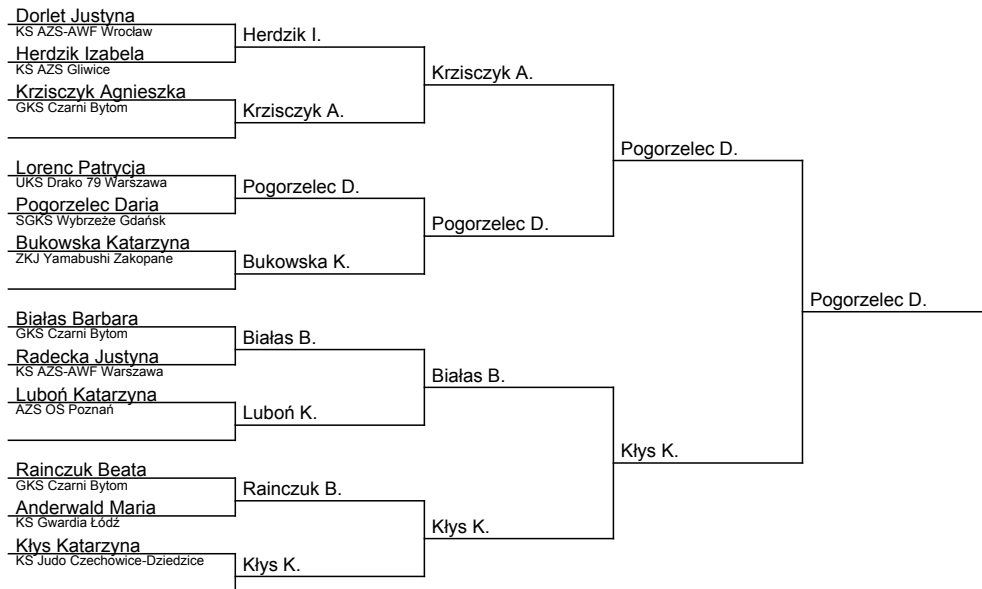 Dorlet Justyna
KS AZS-AWF Wrocław
Herdzik Izabela
KS AZS Gliwice
Krzisczyk Agnieszka
GKS Czarni Bytom
Lorenc Patrycja
UKS Drako 79 Warszawa
Pogorzelec Daria
SGKS Wybrzeże Gdańsk
Bukowska Katarzyna
ZKJ Yamabushi Zakopane
Białas Barbara
GKS Czarni Bytom
Radecka Justyna
KS AZS-AWF Warszawa
Luboń Katarzyna
AZS OŚ Poznań
Rainczuk Beata
GKS Czarni Bytom
Anderwald Maria
KS Gwardia Łódź
Kłys Katarzyna
KS Judo Czechowice-Dziedzice
Herdzik I.
Krzisczyk A.
Pogorzelec D.
Bukowska K.
Białas B.
Luboń K.
Rainczuk B.
Kłys K.
Krzisczyk A.
Pogorzelec D.
Białas B.
Kłys K.
Pogorzelec D.
Kłys K.
Pogorzelec D.